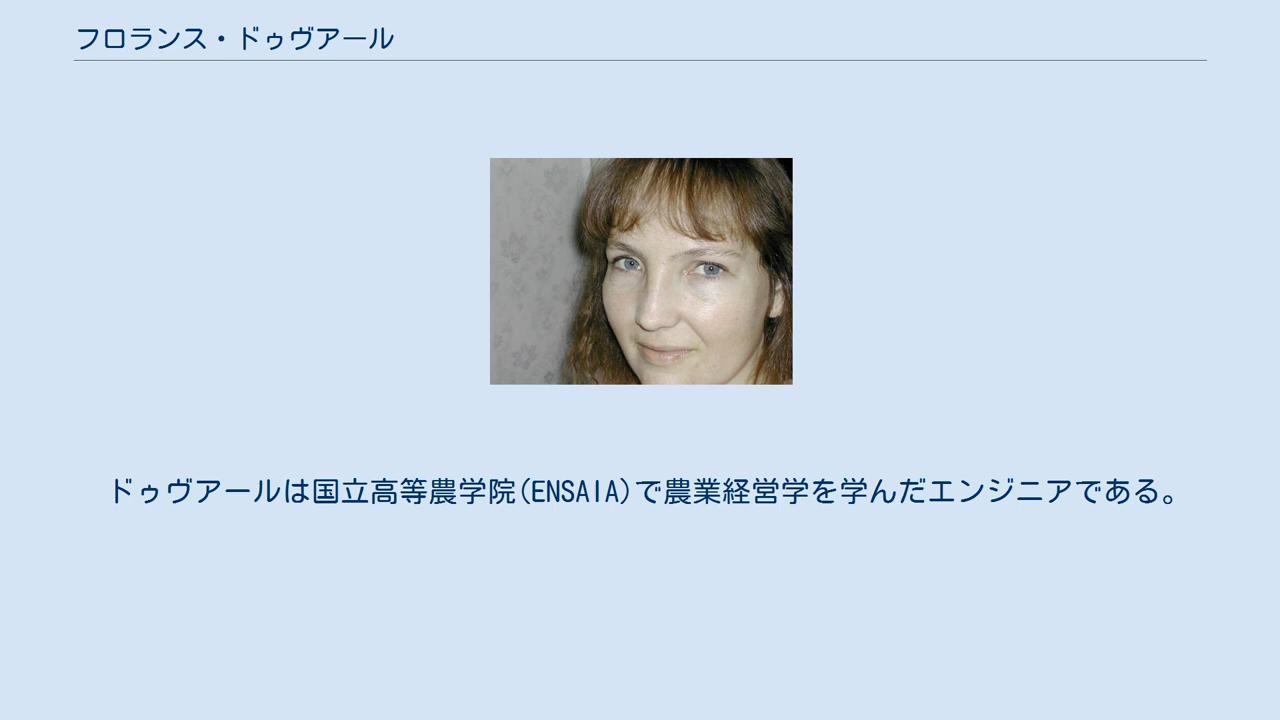 フロランス・ドゥヴアール
ドゥヴアールは国立高等農学院(ENSAIA)で農業経営学を学んだエンジニアである。